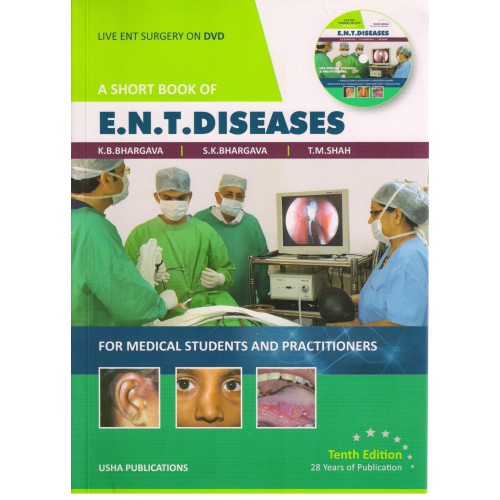 LIVE ENT SURGERY ON DVD
E.N.T.DISEASES
A SHORT BOOK OF
E.N.T.DISEASES
K.B.BHARGAVA | S.K.BHARGAVA | T.M.SHAH
FOR MEDICAL STUDENTS AND PRACTITIONERS
Tenth Edition
28 Years of Publication
USHA PUBLICATIONS